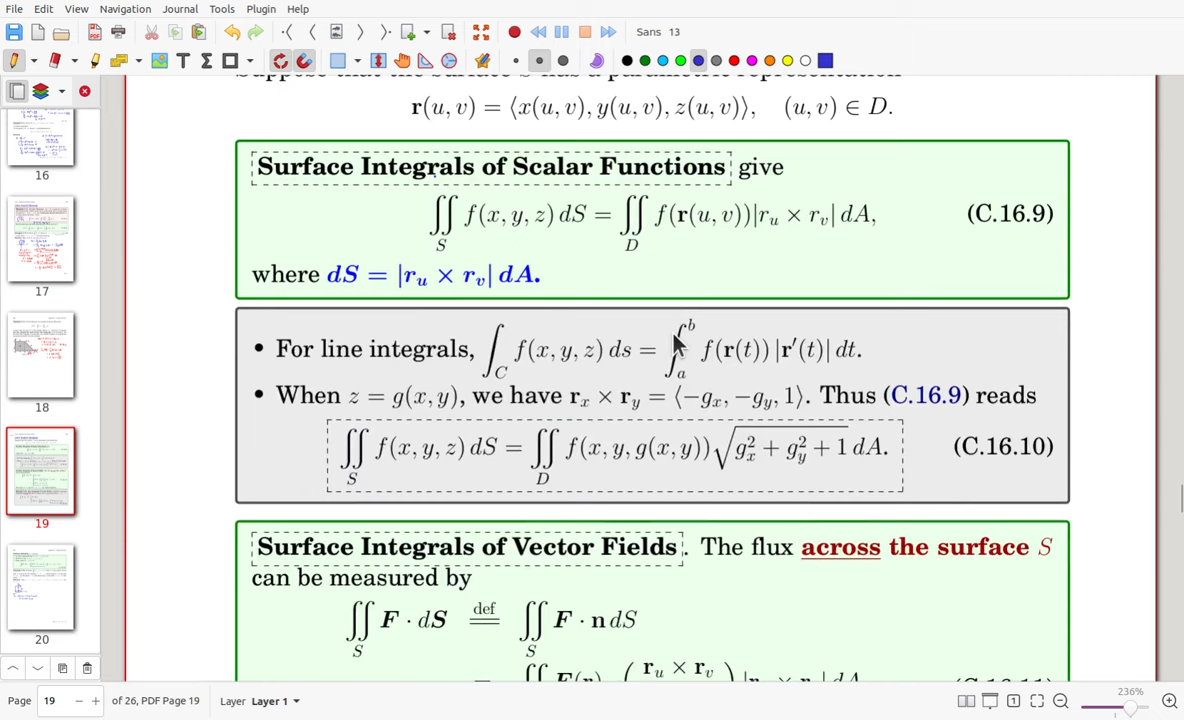 File Edit View Navigation Journal Tools Plugin Help
Sans 13
r(u, v) = ⟨x(u, v), y(u, v), z(u, v)⟩, (u, v) ∈ D.
Surface Integrals of Scalar Functions give
∬_S f(x, y, z) dS = ∬_D f(r(u, v))|r_u × r_v| dA, (C.16.9)
where dS = |r_u × r_v| dA.
• For line integrals, ∫_C f(x, y, z) ds = ∫_a^b f(r(t)) |r′(t)| dt.
• When z = g(x, y), we have r_x × r_y = ⟨−g_x, −g_y, 1⟩. Thus (C.16.9) reads
∬_S f(x, y, z) dS = ∬_D f(x, y, g(x, y)) √(g_x^2 + g_y^2 + 1) dA. (C.16.10)
Surface Integrals of Vector Fields. The flux across the surface S
can be measured by
∬_S F · dS def= ∬_S F · n dS
16
17
18
19
20
Page 19 − + of 26, PDF Page 19 Layer Layer 1
236%